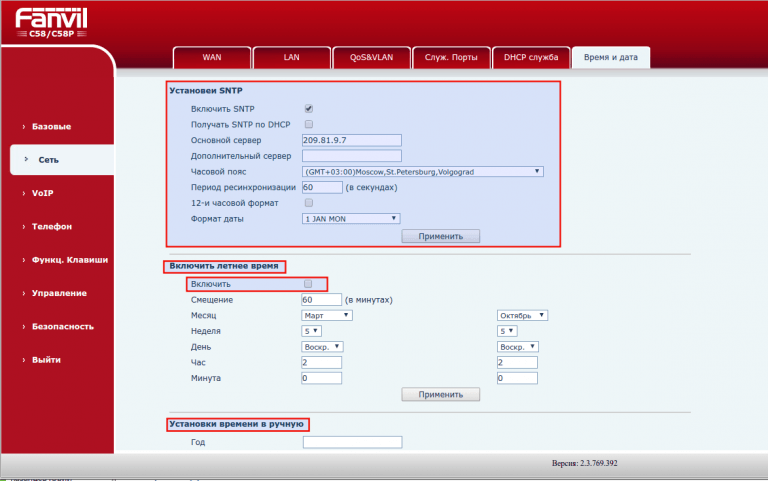 Fanvil
C58/C58P
WAN
LAN
QoS&VLAN
Служ. Порты
DHCP служба
Время и дата
Базовые
Сеть
VoIP
Телефон
Функц. Клавиши
Управление
Безопасность
Выйти
Установеи SNTP
Включить SNTP
Получать SNTP по DHCP
Основной сервер 209.81.9.7
Дополнительный сервер
Часовой пояс (GMT+03:00)Moscow,St.Petersburg,Volgograd
Период ресинхронизации 60 (в секундах)
12-и часовой формат
Формат даты 1 JAN MON
Применить
Включить летнее время
Включить
Смещение 60 (в минутах)
Месяц Март Октябрь
Неделя 5 5
День Воскр. Воскр.
Час 2 2
Минута 0 0
Применить
Установки времени в ручную
Год
Версия: 2.3.769.392